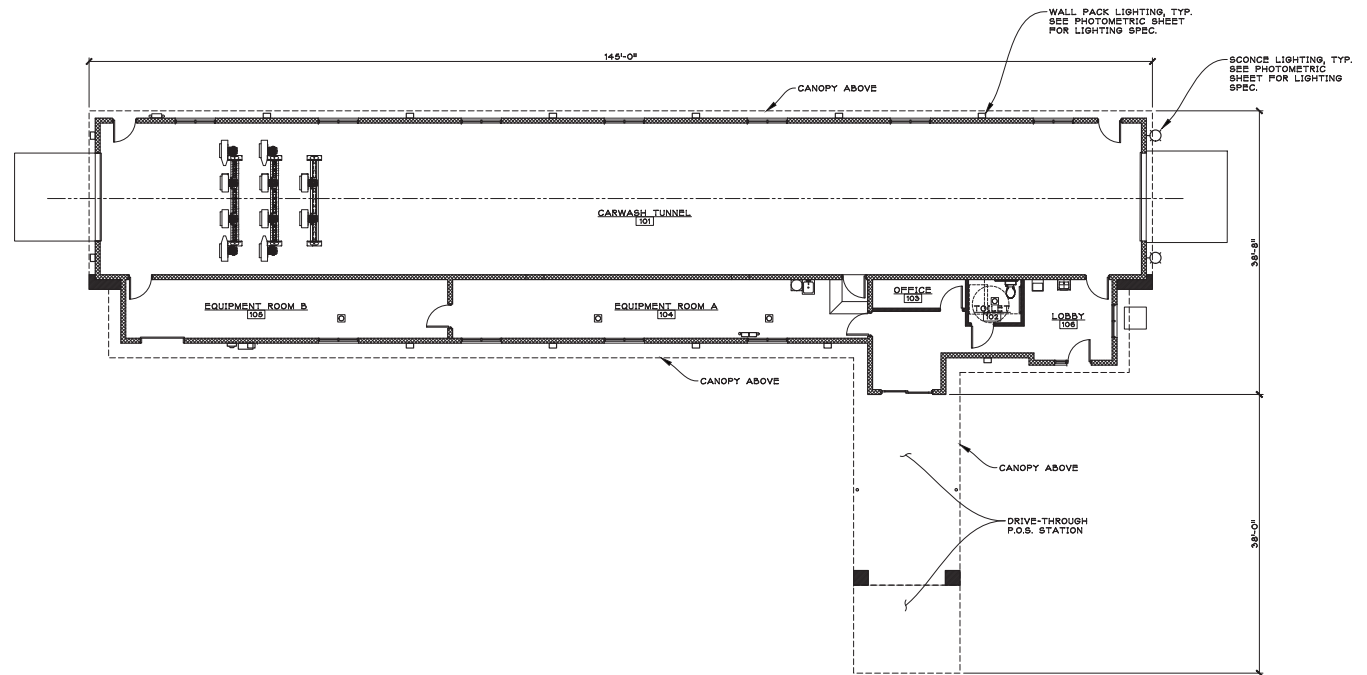 WALL PACK LIGHTING, TYP.
SEE PHOTOMETRIC SHEET
FOR LIGHTING SPEC.
145'-0"
SCONCE LIGHTING, TYP.
SEE PHOTOMETRIC
SHEET FOR LIGHTING
SPEC.
CANOPY ABOVE
CARWASH TUNNEL
101
38'-8"
EQUIPMENT ROOM B
105
EQUIPMENT ROOM A
104
OFFICE
103
TOILET
102
LOBBY
106
CANOPY ABOVE
CANOPY ABOVE
DRIVE-THROUGH
P.O.S. STATION
38'-0"